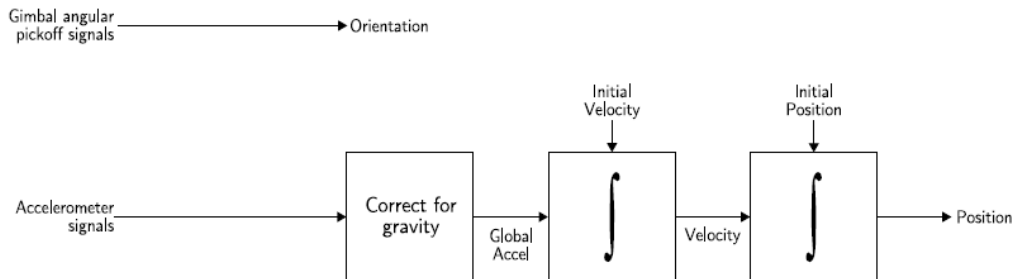 Gimbal angular
pickoff signals
Orientation
Initial
Velocity
Initial
Position
Accelerometer
signals
Correct for
gravity
Global
Accel
∫
Velocity
∫
Position